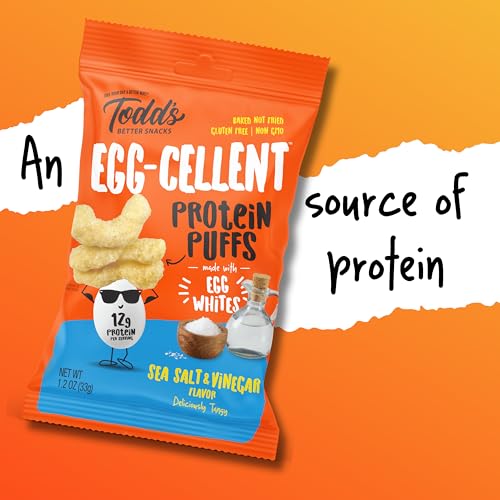 Todd's
BETTER SNACKS
BAKED NOT FRIED
GLUTEN FREE | NON GMO
An
EGG-CELLENT™
source of
protein
PROTEIN
PUFFS
made with
EGG
WHITES
12g
PROTEIN
PER SERVING
SEA SALT & VINEGAR
FLAVOR
Deliciously Tangy
NET WT
1.2 OZ (33g)